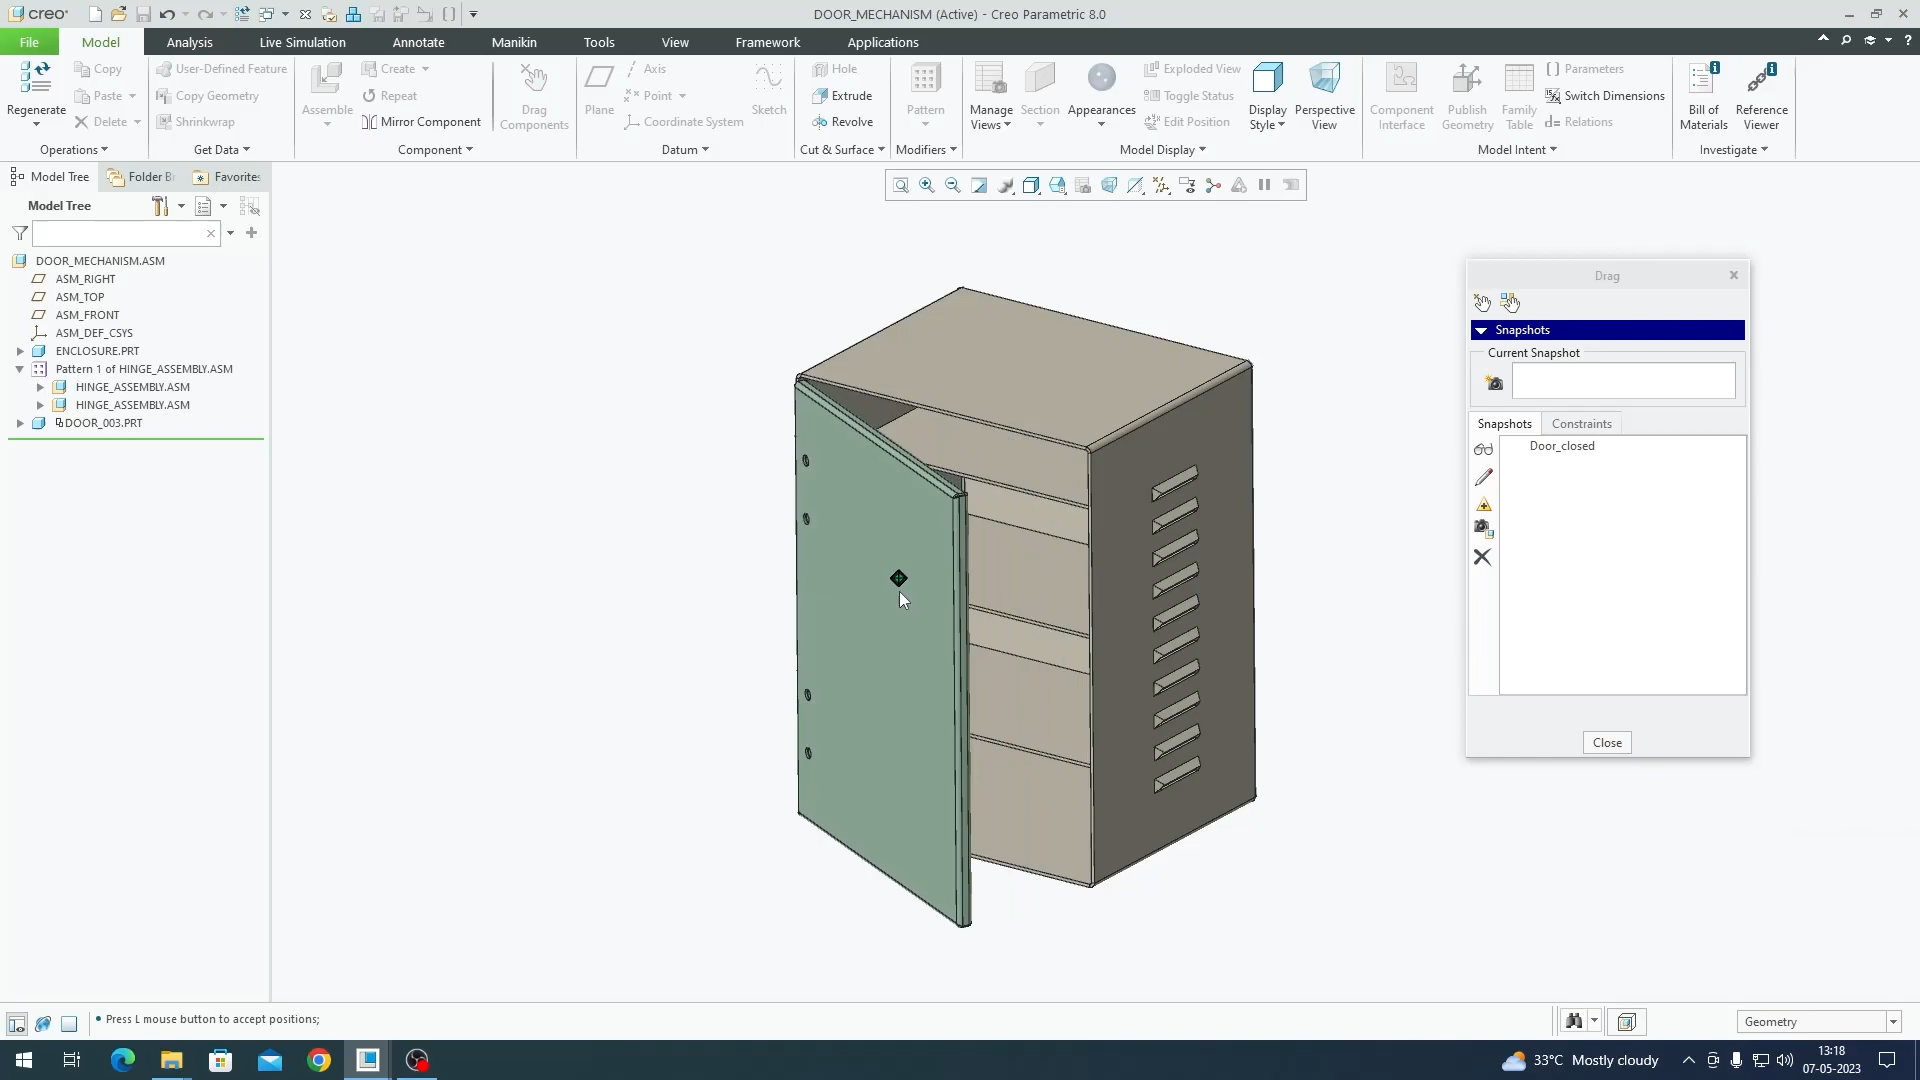 creo®
DOOR_MECHANISM (Active) - Creo Parametric 8.0
File Model Analysis Live Simulation Annotate Manikin Tools View Framework Applications
Regenerate
Copy
Paste
Delete
Operations
User-Defined Feature
Copy Geometry
Shrinkwrap
Get Data
Assemble
Create
Repeat
Mirror Component
Drag Components
Component
Plane
Axis
Point
Coordinate System
Sketch
Datum
Hole
Extrude
Revolve
Cut & Surface
Pattern
Modifiers
Manage Views
Section
Appearances
Exploded View
Toggle Status
Edit Position
Display Style
Perspective View
Model Display
Component Interface
Publish Geometry
Family Table
Parameters
Switch Dimensions
Relations
Model Intent
Bill of Materials
Reference Viewer
Investigate
Model Tree Folder Br Favorites
Model Tree
DOOR_MECHANISM.ASM
ASM_RIGHT
ASM_TOP
ASM_FRONT
ASM_DEF_CSYS
ENCLOSURE.PRT
Pattern 1 of HINGE_ASSEMBLY.ASM
HINGE_ASSEMBLY.ASM
HINGE_ASSEMBLY.ASM
DOOR_003.PRT
Drag
Snapshots
Current Snapshot
Snapshots Constraints
Door_closed
Close
• Press L mouse button to accept positions;
Geometry
33°C Mostly cloudy
13:18
07-05-2023